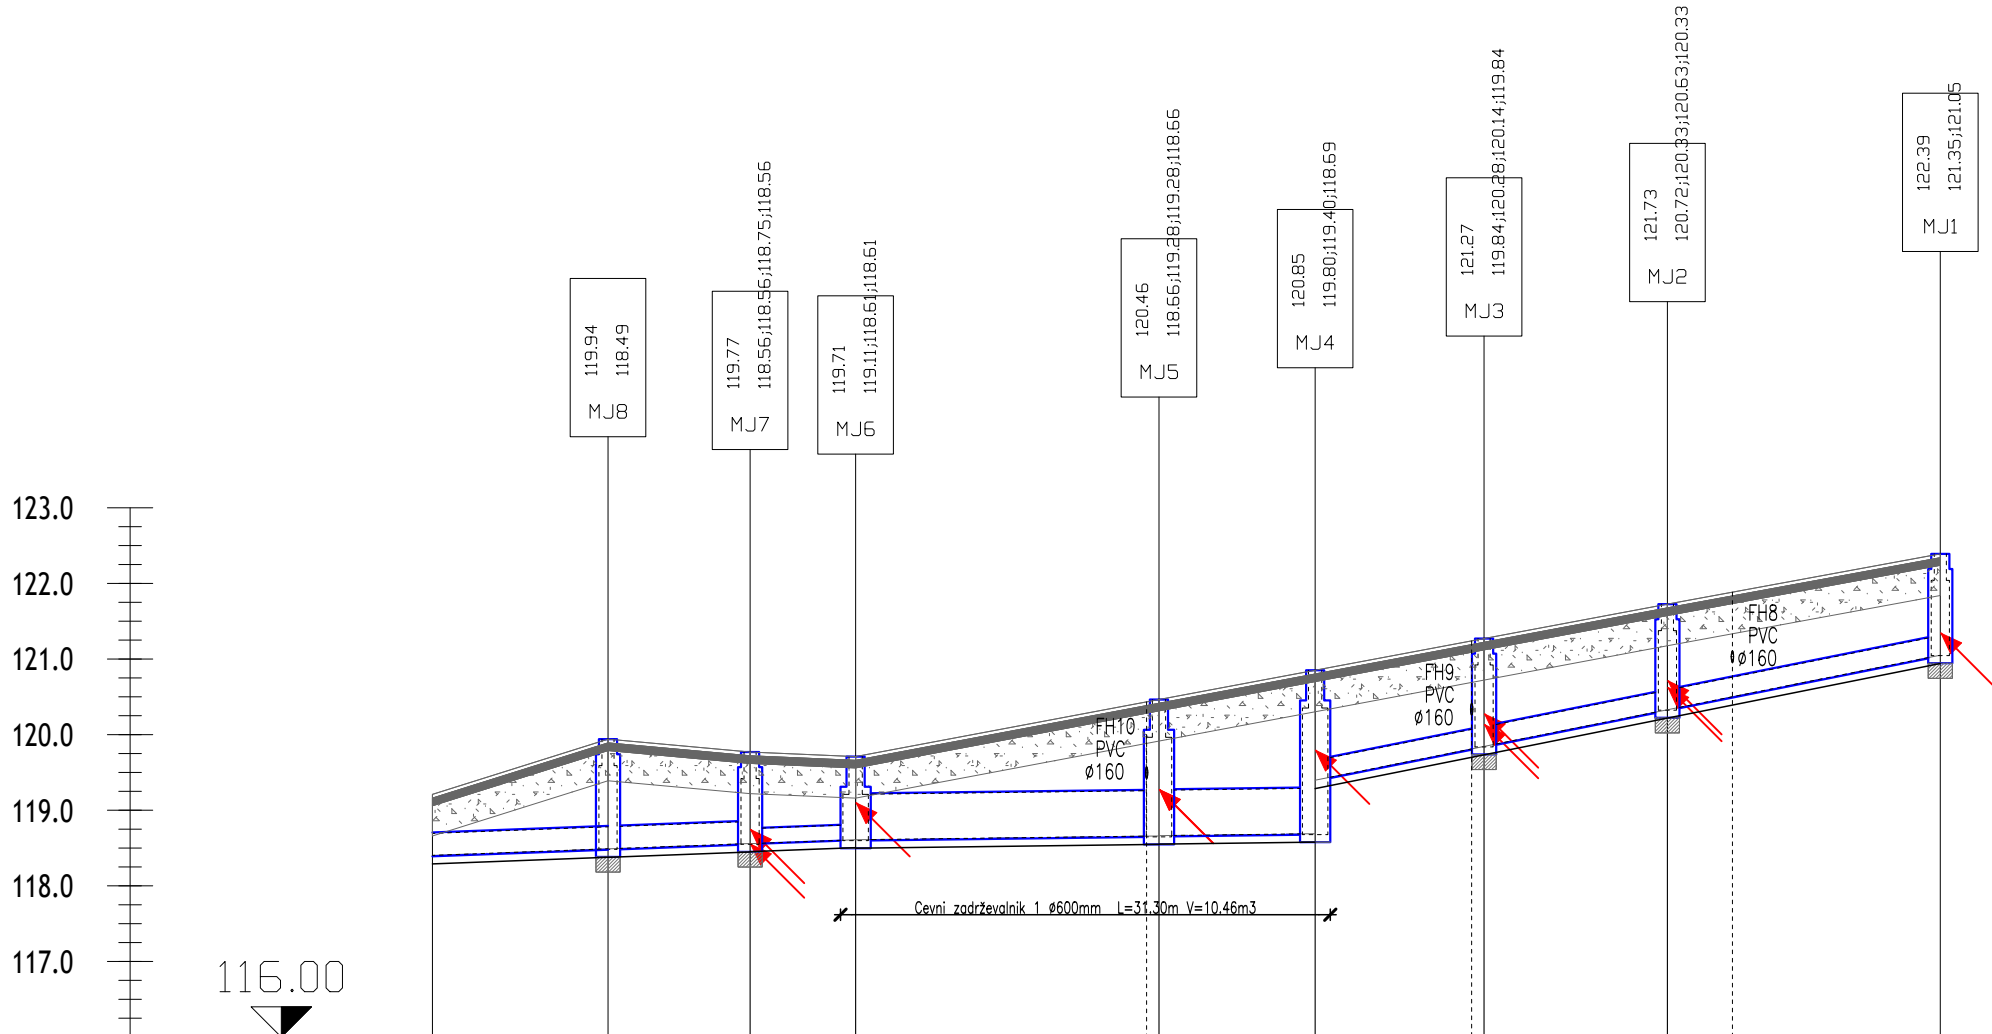 122.39
121.35;121.05
MJ1
121.73
120.72;120.33;120.63;120.33
MJ2
121.27
119.84;120.28;120.14;119.84
MJ3
120.85
119.80;119.40;118.69
MJ4
120.46
118.66;119.28;119.28;118.66
MJ5
119.71
119.11;118.61;118.61
MJ6
119.77
118.56;118.56;118.75;118.56
MJ7
119.94
118.49
MJ8
123.0
122.0
121.0
120.0
119.0
118.0
117.0
FH8
PVC
ø160
FH9
PVC
ø160
FH10
PVC
ø160
Cevni zadrževalnik 1 ø600mm L=31.30m V=10.46m3
116.00